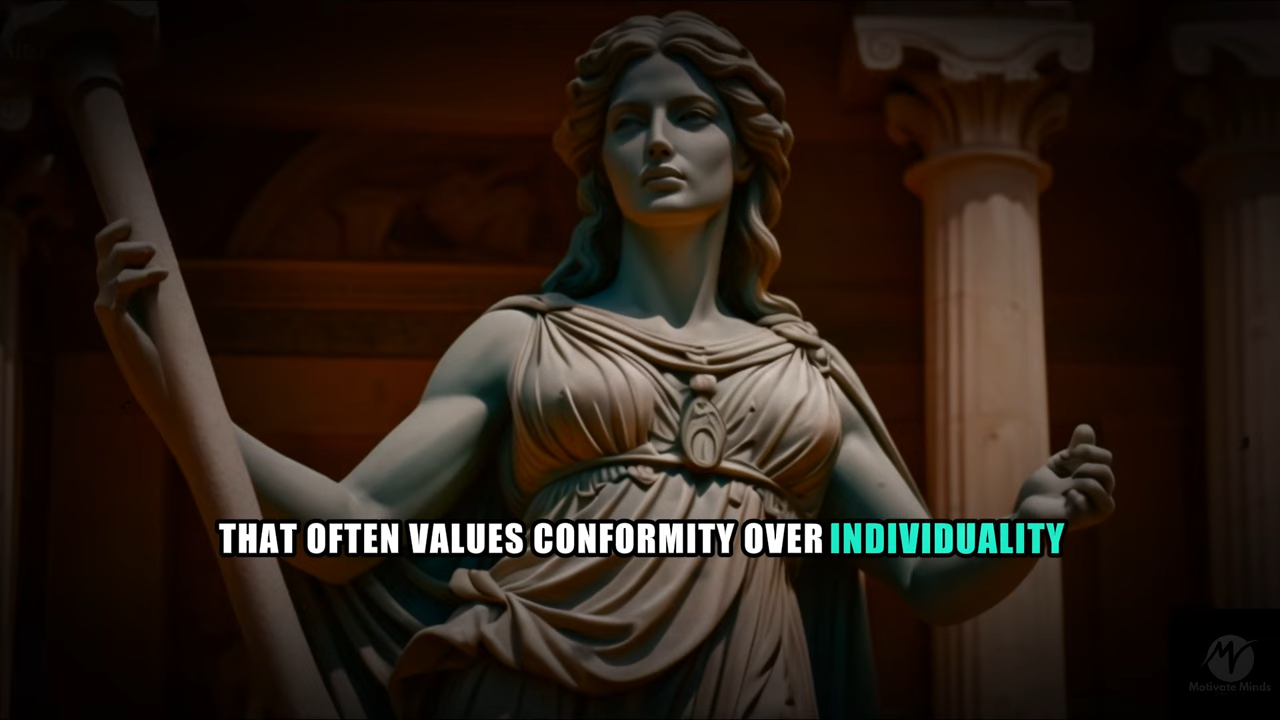 THAT OFTEN VALUES CONFORMITY OVER INDIVIDUALITY
Motivate Minds